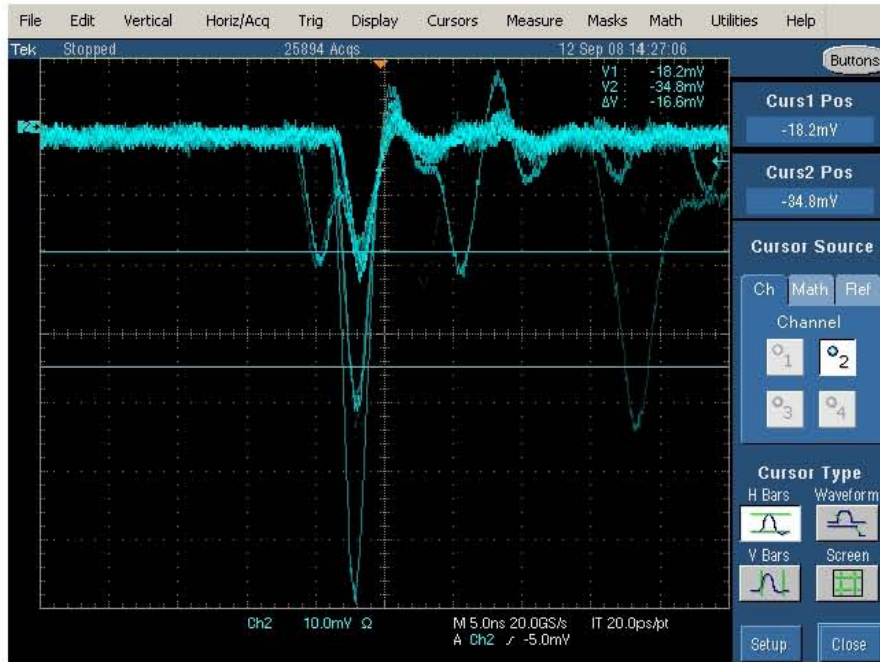 File Edit Vertical Horiz/Acq Trig Display Cursors Measure Masks Math Utilities Help
Tek Stopped 25894 Acqs 12 Sep 08 14:27:06
Buttons
V1 : -18.2mV
V2 : -34.8mV
ΔV : -16.6mV
Curs1 Pos
-18.2mV
Curs2 Pos
-34.8mV
Cursor Source
Ch Math Ref
Channel
1 2
3 4
Cursor Type
H Bars Waveform
V Bars Screen
Ch2 10.0mV Ω M 5.0ns 20.0GS/s IT 20.0ps/pt
A Ch2 ∫ -5.0mV
Setup Close